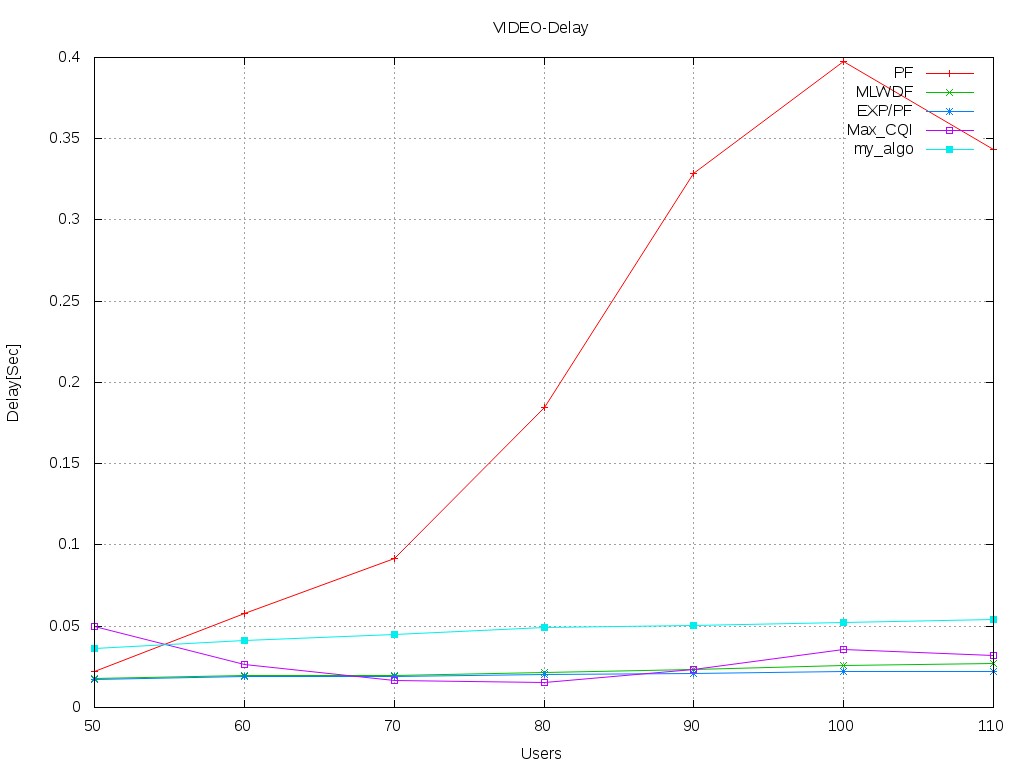 VIDEO-Delay
0.4
0.35
0.3
0.25
0.2
0.15
0.1
0.05
0
Delay[Sec]
PF
MLWDF
EXP/PF
Max_CQI
my_algo
50 60 70 80 90 100 110
Users